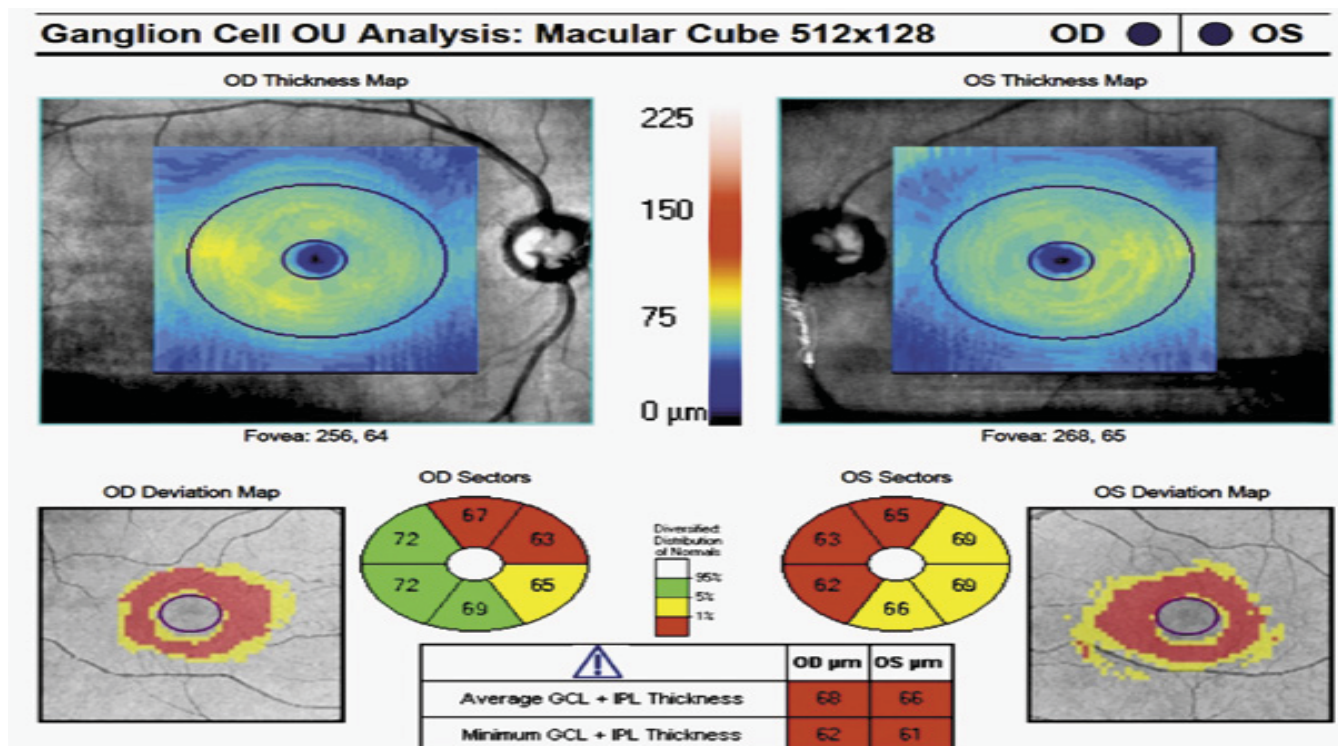 Ganglion Cell OU Analysis: Macular Cube 512x128 OD OS
OD Thickness Map
OS Thickness Map
225
150
75
0 µm
Fovea: 256, 64
Fovea: 268, 65
OD Deviation Map
OD Sectors
72
67
63
72
69
65
Diversified:
Distribution
of Normals
95%
5%
1%
OS Sectors
63
65
69
62
66
69
OS Deviation Map
OD µm OS µm
Average GCL + IPL Thickness 68 66
Minimum GCL + IPL Thickness 62 61